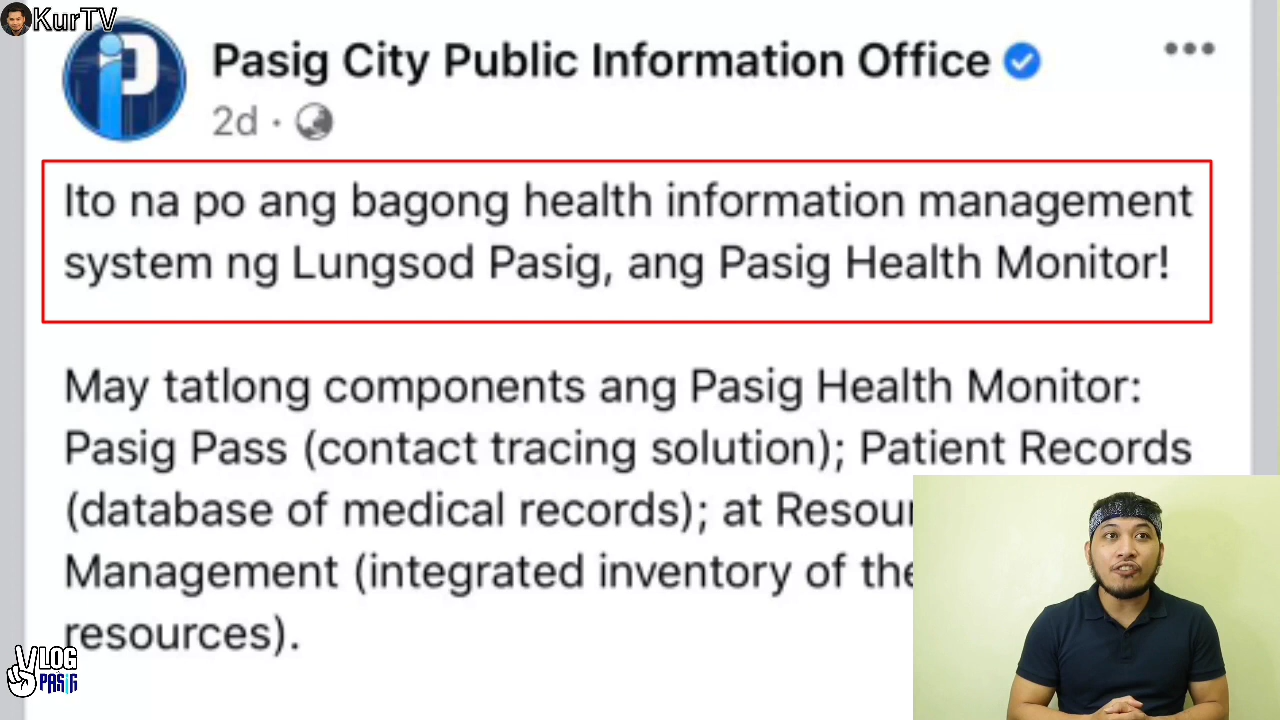 KurTV
Pasig City Public Information Office
2d ·
Ito na po ang bagong health information management
system ng Lungsod Pasig, ang Pasig Health Monitor!
May tatlong components ang Pasig Health Monitor:
Pasig Pass (contact tracing solution); Patient Records
(database of medical records); at
Management (integrated inventory of
resources).
VLOG
PASIG